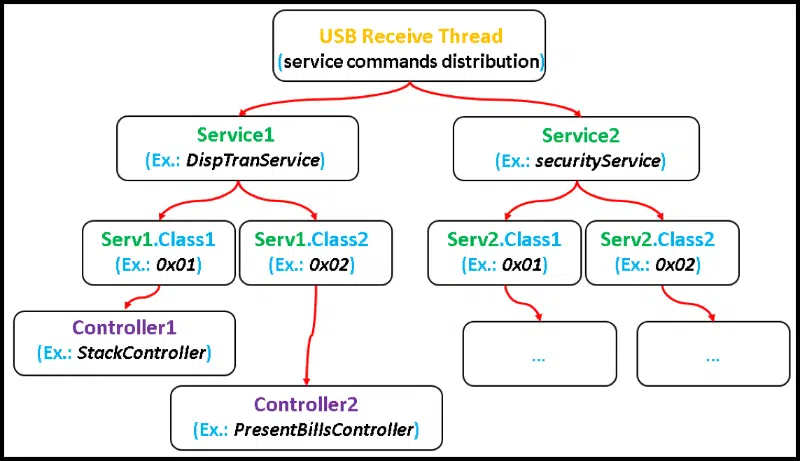 USB Receive Thread
(service commands distribution)
Service1
(Ex.: DispTranService)
Service2
(Ex.: securityService)
Serv1.Class1
(Ex.: 0x01)
Serv1.Class2
(Ex.: 0x02)
Serv2.Class1
(Ex.: 0x01)
Serv2.Class2
(Ex.: 0x02)
Controller1
(Ex.: StackController)
...
...
Controller2
(Ex.: PresentBillsController)